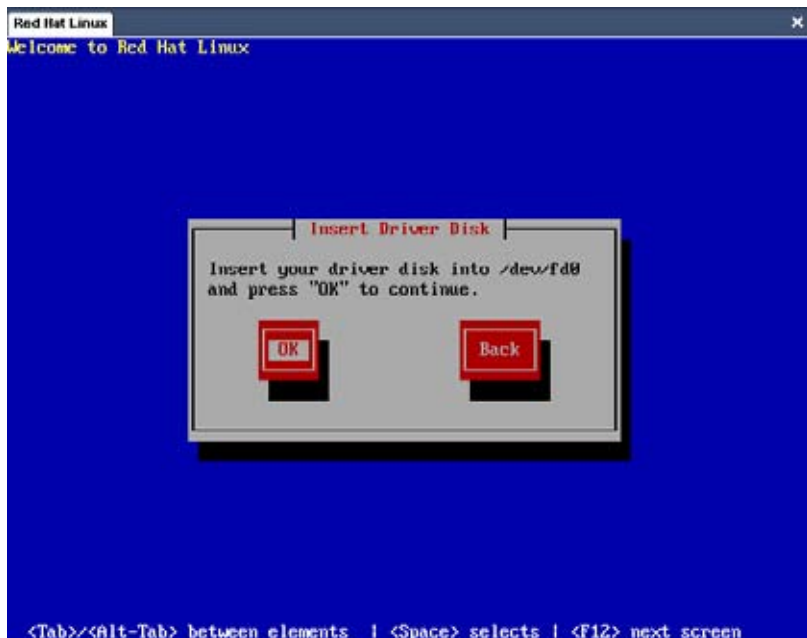 Red Hat Linux
Welcome to Red Hat Linux
Insert Driver Disk
Insert your driver disk into /dev/fd0
and press "OK" to continue.
OK Back
<Tab>/<Alt-Tab> between elements | <Space> selects | <F12> next screen